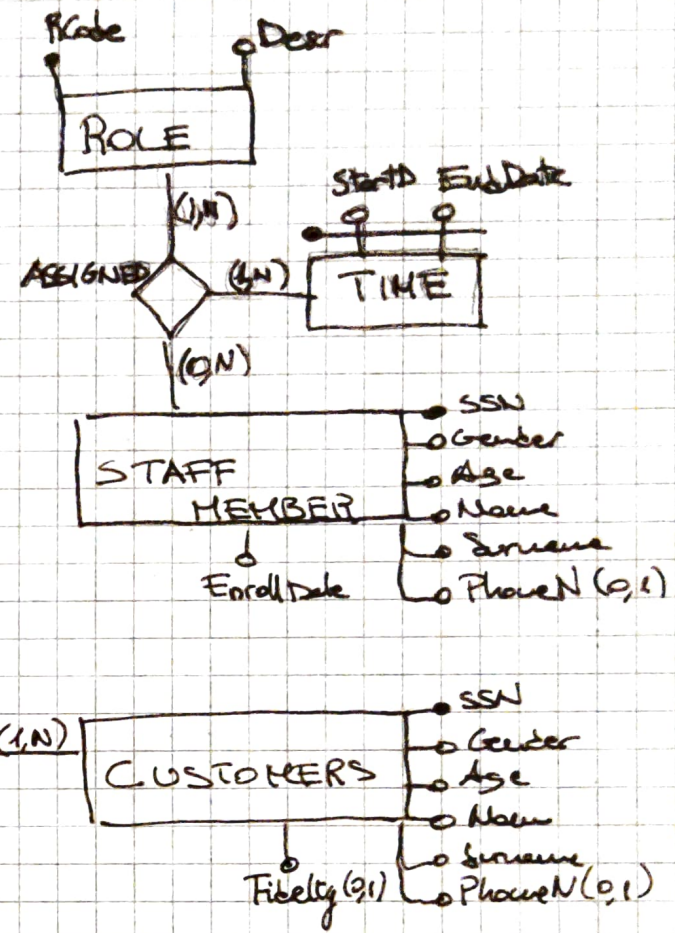 RCode
Descr
ROLE
(1,N)
StartD EndDate
ASSIGNED
(1,N)
TIME
(0,N)
SSN
Gender
Age
Name
Surname
PhoneN (0,1)
STAFF
MEMBER
EnrollDate
SSN
Gender
Age
Name
Surname
PhoneN (0,1)
(1,N)
CUSTOMERS
Fidelty (0,1)